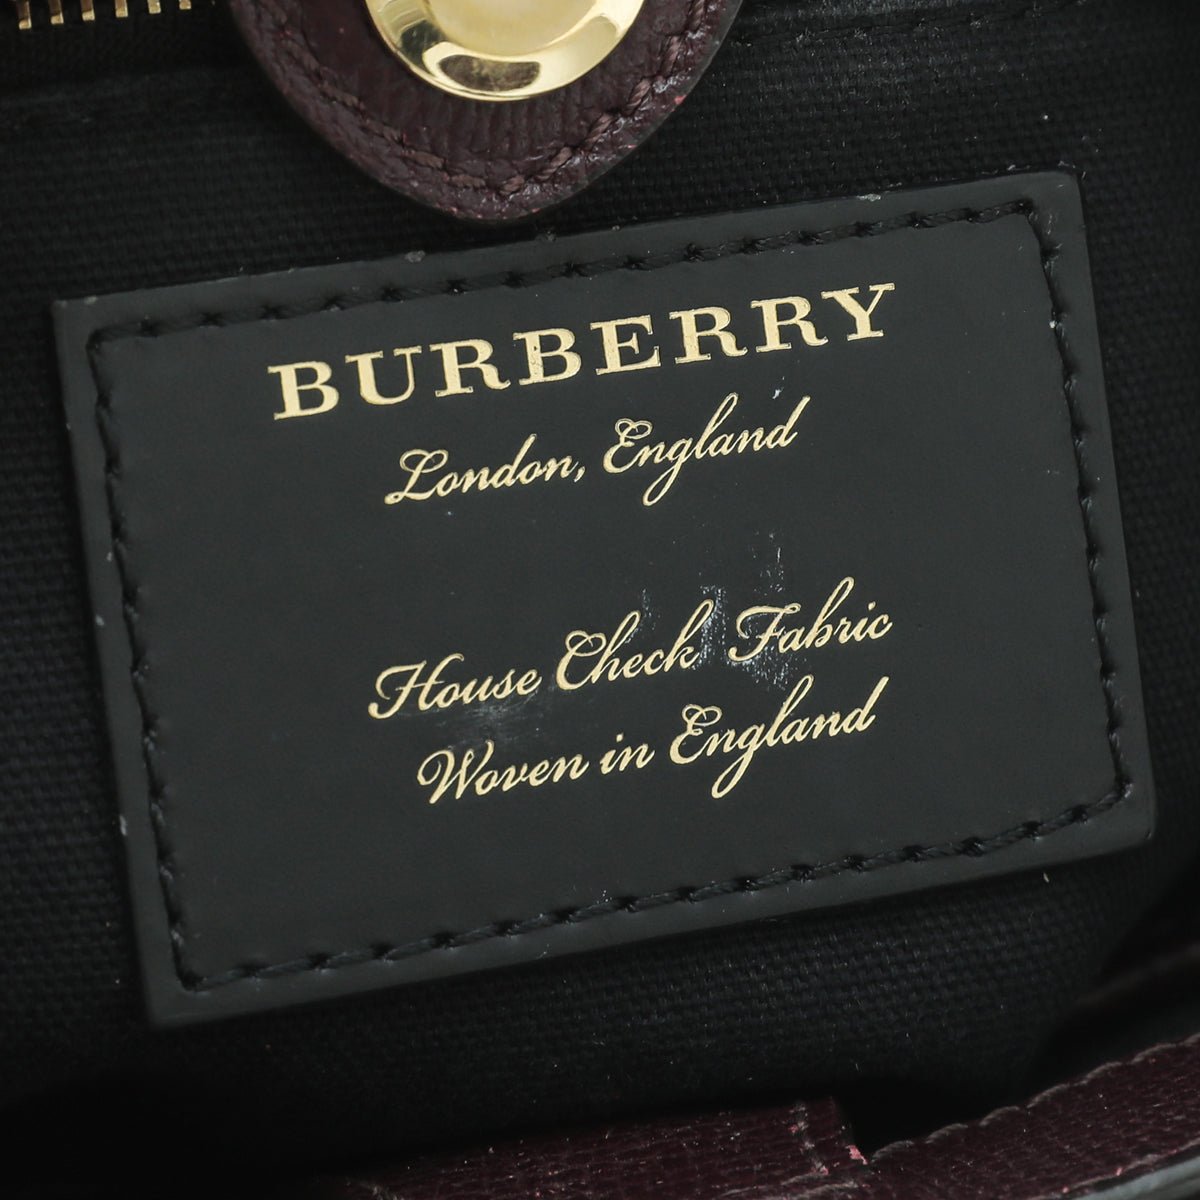 BURBERRY
London, England
House Check Fabric
Woven in England